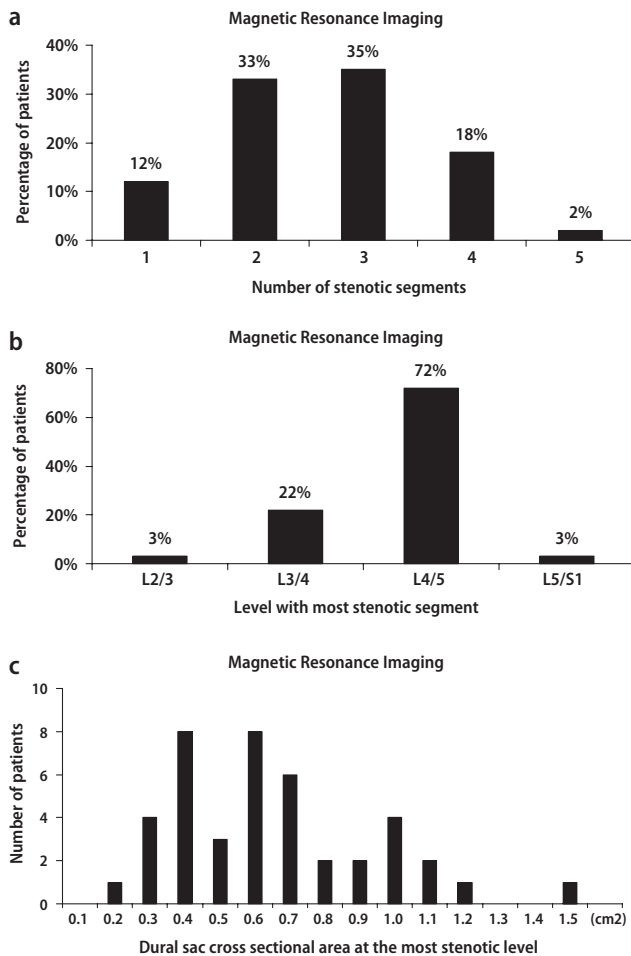 a
Magnetic Resonance Imaging
Percentage of patients
40%
30%
20%
10%
0%
12%
33%
35%
18%
2%
1 2 3 4 5
Number of stenotic segments
b
Magnetic Resonance Imaging
Percentage of patients
80%
60%
40%
20%
0%
3%
22%
72%
3%
L2/3 L3/4 L4/5 L5/S1
Level with most stenotic segment
c
Magnetic Resonance Imaging
Number of patients
10
8
6
4
2
0
0.1 0.2 0.3 0.4 0.5 0.6 0.7 0.8 0.9 1.0 1.1 1.2 1.3 1.4 1.5 (cm2)
Dural sac cross sectional area at the most stenotic level